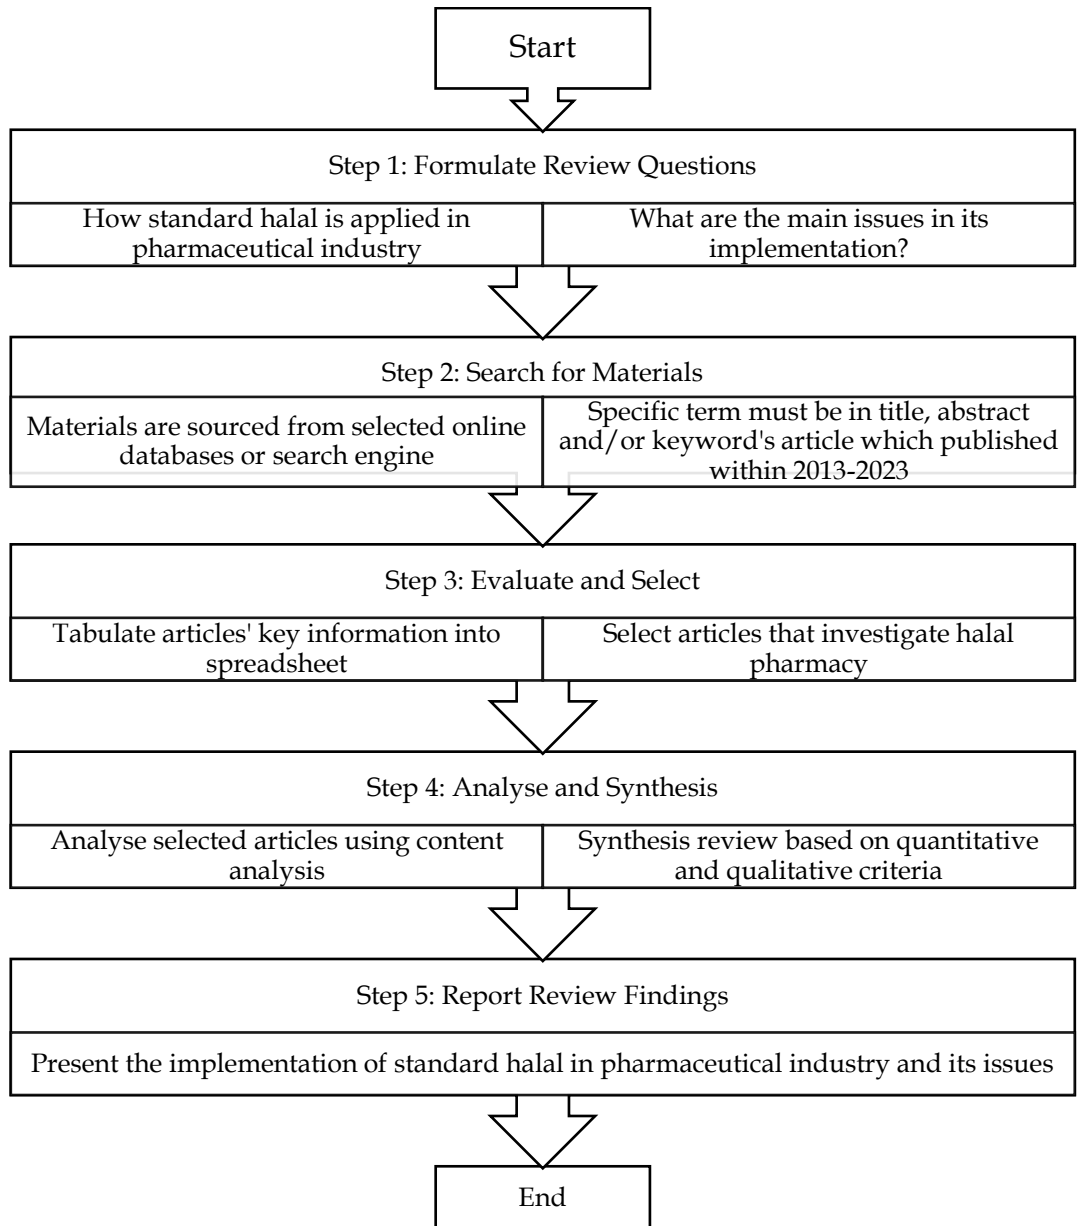 Start
Step 1: Formulate Review Questions
How standard halal is applied in
pharmaceutical industry
What are the main issues in its
implementation?
Step 2: Search for Materials
Materials are sourced from selected online
databases or search engine
Specific term must be in title, abstract
and/or keyword's article which published
within 2013-2023
Step 3: Evaluate and Select
Tabulate articles' key information into
spreadsheet
Select articles that investigate halal
pharmacy
Step 4: Analyse and Synthesis
Analyse selected articles using content
analysis
Synthesis review based on quantitative
and qualitative criteria
Step 5: Report Review Findings
Present the implementation of standard halal in pharmaceutical industry and its issues
End